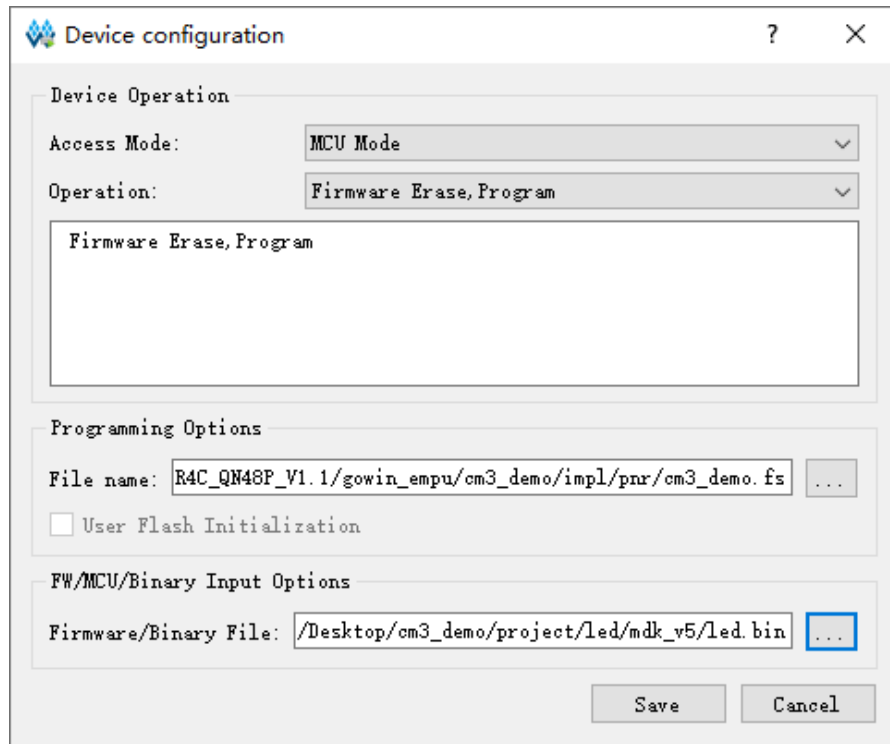 Device configuration
?
Device Operation
Access Mode: MCU Mode
Operation: Firmware Erase,Program
Firmware Erase,Program
Programming Options
File name: R4C_QN48P_V1.1/gowin_empu/cm3_demo/impl/pnr/cm3_demo.fs ...
User Flash Initialization
FW/MCU/Binary Input Options
Firmware/Binary File: /Desktop/cm3_demo/project/led/mdk_v5/led.bin ...
Save Cancel